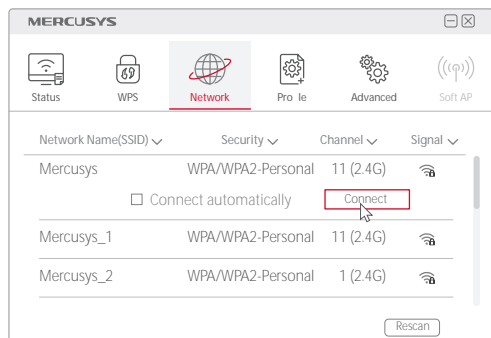 MERCUSYS
Status WPS Network Pro le Advanced Soft AP
Network Name(SSID) Security Channel Signal
Mercusys WPA/WPA2-Personal 11 (2.4G)
Connect automatically Connect
Mercusys_1 WPA/WPA2-Personal 11 (2.4G)
Mercusys_2 WPA/WPA2-Personal 1 (2.4G)
Rescan